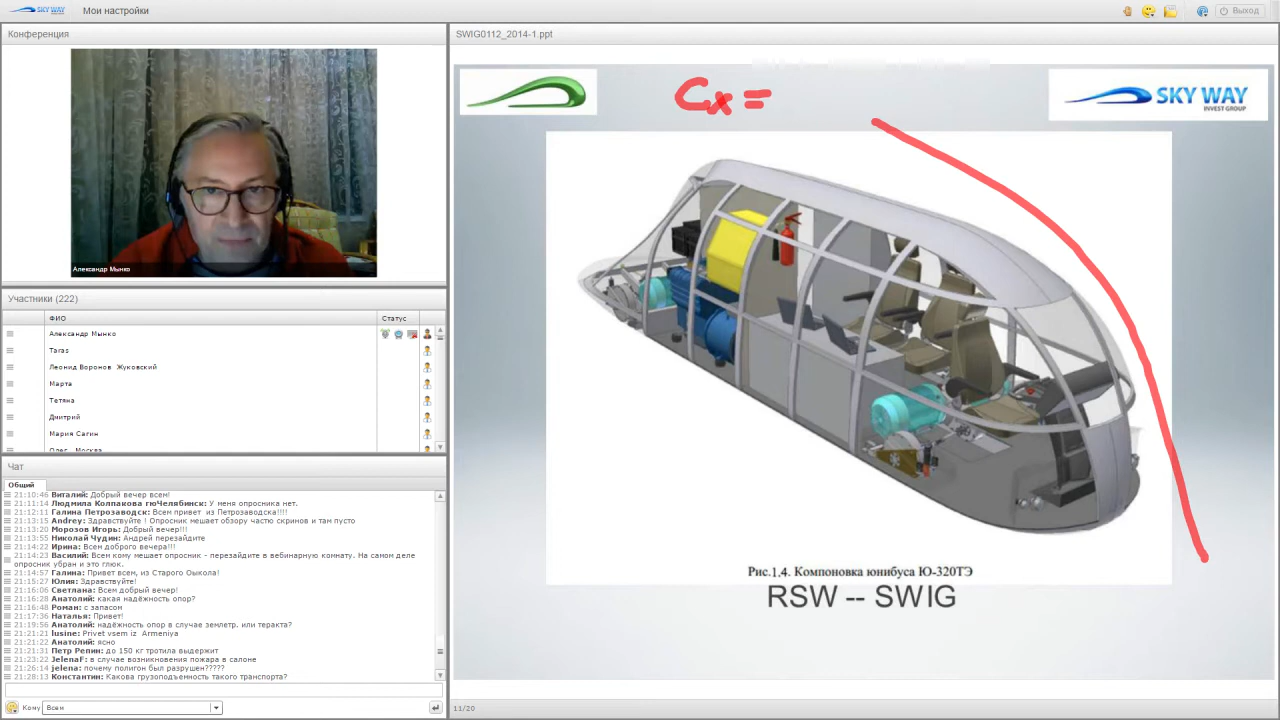 SKY WAY
Мои настройки
Выход
Конференция
Александр Мынко
Участники (222)
ФИО
Статус
Александр Мынко
Taras
Леонид Воронов Жуковский
Марта
Тетяна
Дмитрий
Мария Сагин
Олег Москва
Чат
Общий
21:10:46 Виталий: Добрый вечер всем!
21:11:14 Людмила Колпакова гюЧелябинск: У меня опросника нет.
21:12:11 Галина Петрозаводск: Всем привет из Петрозаводска!!!!
21:13:15 Andrey: Здравствуйте ! Опросник мешает обзору частю скринов и там пусто
21:13:20 Морозов Игорь: Добрый вечер!!!
21:13:55 Николай Чудин: Андрей перезайдите
21:14:22 Ирина: Всем доброго вечера!!!
21:14:23 Василий: Всем кому мешает опросник - перезайдите в вебинарную комнату. На самом деле
опросник убран и это глюк.
21:14:57 Галина: Привет всем, из Старого Оыкола!
21:15:27 Юлия: Здравствуйте!
21:16:06 Светлана: Всем добрый вечер!
21:16:28 Анатолий: какая надёжность опор?
21:16:48 Роман: с запасом
21:17:36 Наталья: Привет!
21:19:56 Анатолий: надёжность опор в случае землетр. или теракта?
21:21:21 lusine: Privet vsem iz Armeniya
21:21:22 Анатолий: ясно
21:21:31 Петр Репин: до 150 кг тротила выдержит
21:23:22 JelenaF: в случае возникновения пожара в салоне
21:26:14 jelena: почему полигон был разрушен?????
21:28:13 Константин: Какова грузоподъемность такого транспорта?
Кому
Всем
SWIG0112_2014-1.ppt
Cx =
SKY WAY
INVEST GROUP
Рис.1.4. Компоновка юнибуса Ю-320ТЭ
RSW -- SWIG
11/20